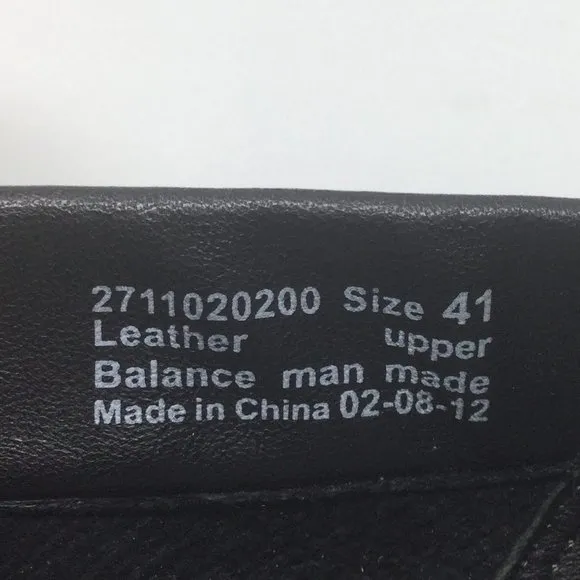 2711020200 Size 41
Leather upper
Balance man made
Made in China 02-08-12